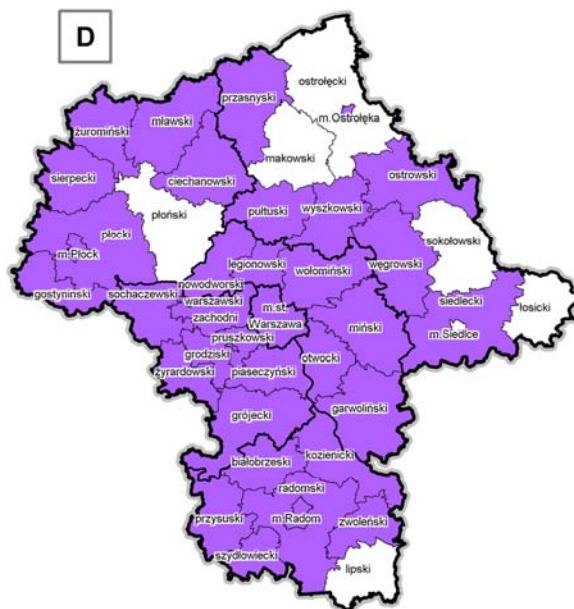 D
ostrołęcki
przasnyski
m.Ostrołęka
mławski
żuromiński
makowski
sierpecki
ciechanowski
ostrowski
płoński
pułtuski
wyszkowski
płocki
sokołowski
m.Płock
legionowski
węgrowski
wołomiński
nowodworski
gostyniński
sochaczewski
warszawski
zachodni
m.st.
Warszawa
siedlecki
łosicki
miński
m.Siedlce
pruszkowski
grodziski
otwocki
żyrardowski
piaseczyński
garwoliński
grójecki
kozienicki
białobrzeski
radomski
przysuski
m.Radom
zwoleński
szydłowiecki
lipski